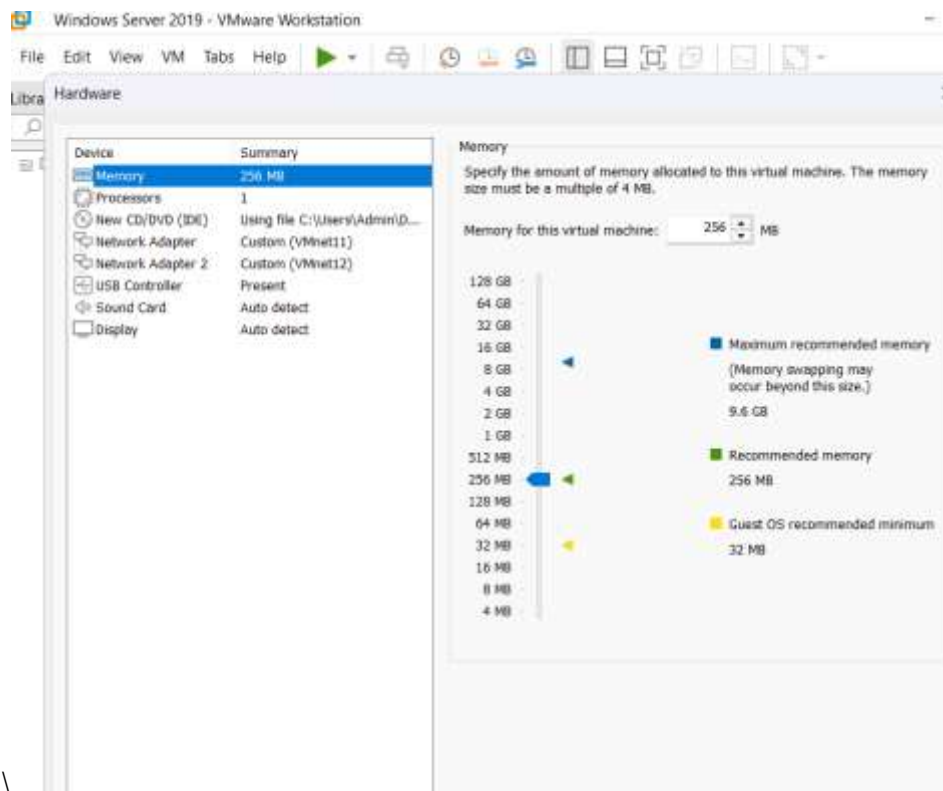 Windows Server 2019 - VMware Workstation
File Edit View VM Tabs Help
Libra
Hardware
Device Summary
Memory 256 MB
Processors 1
New CD/DVD (IDE) Using file C:\Users\Admin\D...
Network Adapter Custom (VMnet11)
Network Adapter 2 Custom (VMnet12)
USB Controller Present
Sound Card Auto detect
Display Auto detect
Memory
Specify the amount of memory allocated to this virtual machine. The memory
size must be a multiple of 4 MB.
Memory for this virtual machine: 256 MB
128 GB
64 GB
32 GB
16 GB
8 GB
4 GB
2 GB
1 GB
512 MB
256 MB
128 MB
64 MB
32 MB
16 MB
8 MB
4 MB
Maximum recommended memory
(Memory swapping may
occur beyond this size.)
9.6 GB
Recommended memory
256 MB
Guest OS recommended minimum
32 MB
\